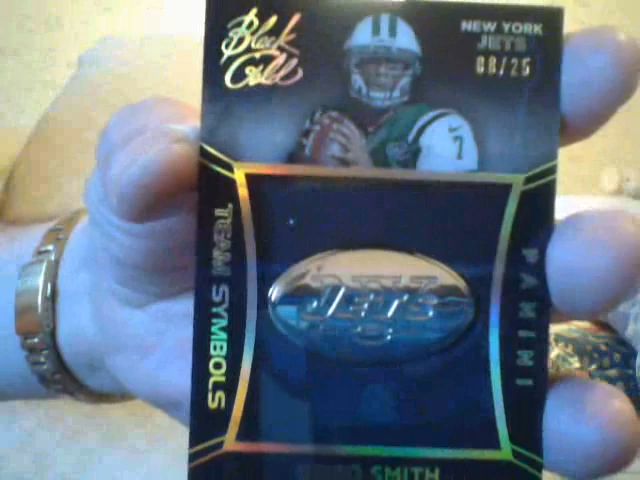 Black
Gold
NEW YORK
JETS
08/25
7
TEAM SYMBOLS
JETS
PANINI
SMITH